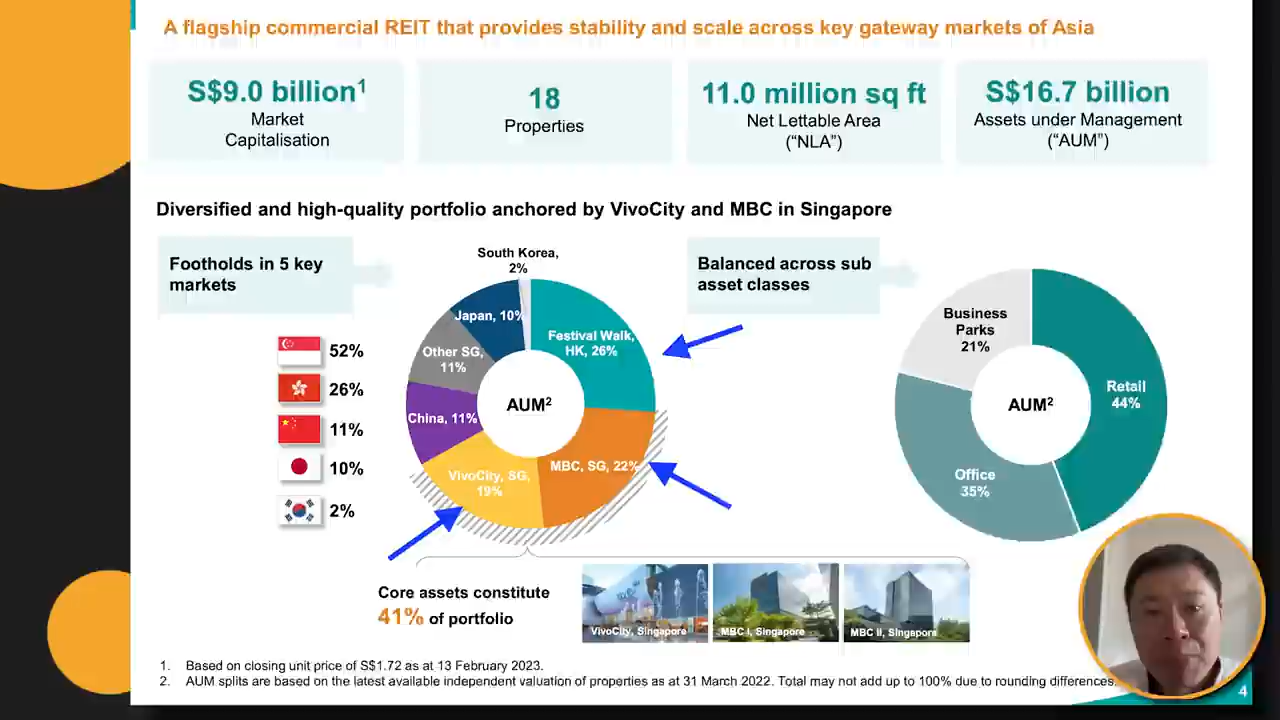 A flagship commercial REIT that provides stability and scale across key gateway markets of Asia
S$9.0 billion¹
Market
Capitalisation
18
Properties
11.0 million sq ft
Net Lettable Area
(“NLA”)
S$16.7 billion
Assets under Management
(“AUM”)
Diversified and high-quality portfolio anchored by VivoCity and MBC in Singapore
Footholds in 5 key
markets
52%
26%
11%
10%
2%
South Korea,
2%
Japan, 10%
Festival Walk,
HK, 26%
Other SG,
11%
AUM²
China, 11%
VivoCity, SG,
19%
MBC, SG, 22%
Balanced across sub
asset classes
Business
Parks
21%
Retail
44%
AUM²
Office
35%
Core assets constitute
41% of portfolio
VivoCity, Singapore
MBC I, Singapore
MBC II, Singapore
1. Based on closing unit price of S$1.72 as at 13 February 2023.
2. AUM splits are based on the latest available independent valuation of properties as at 31 March 2022. Total may not add up to 100% due to rounding differences.
4